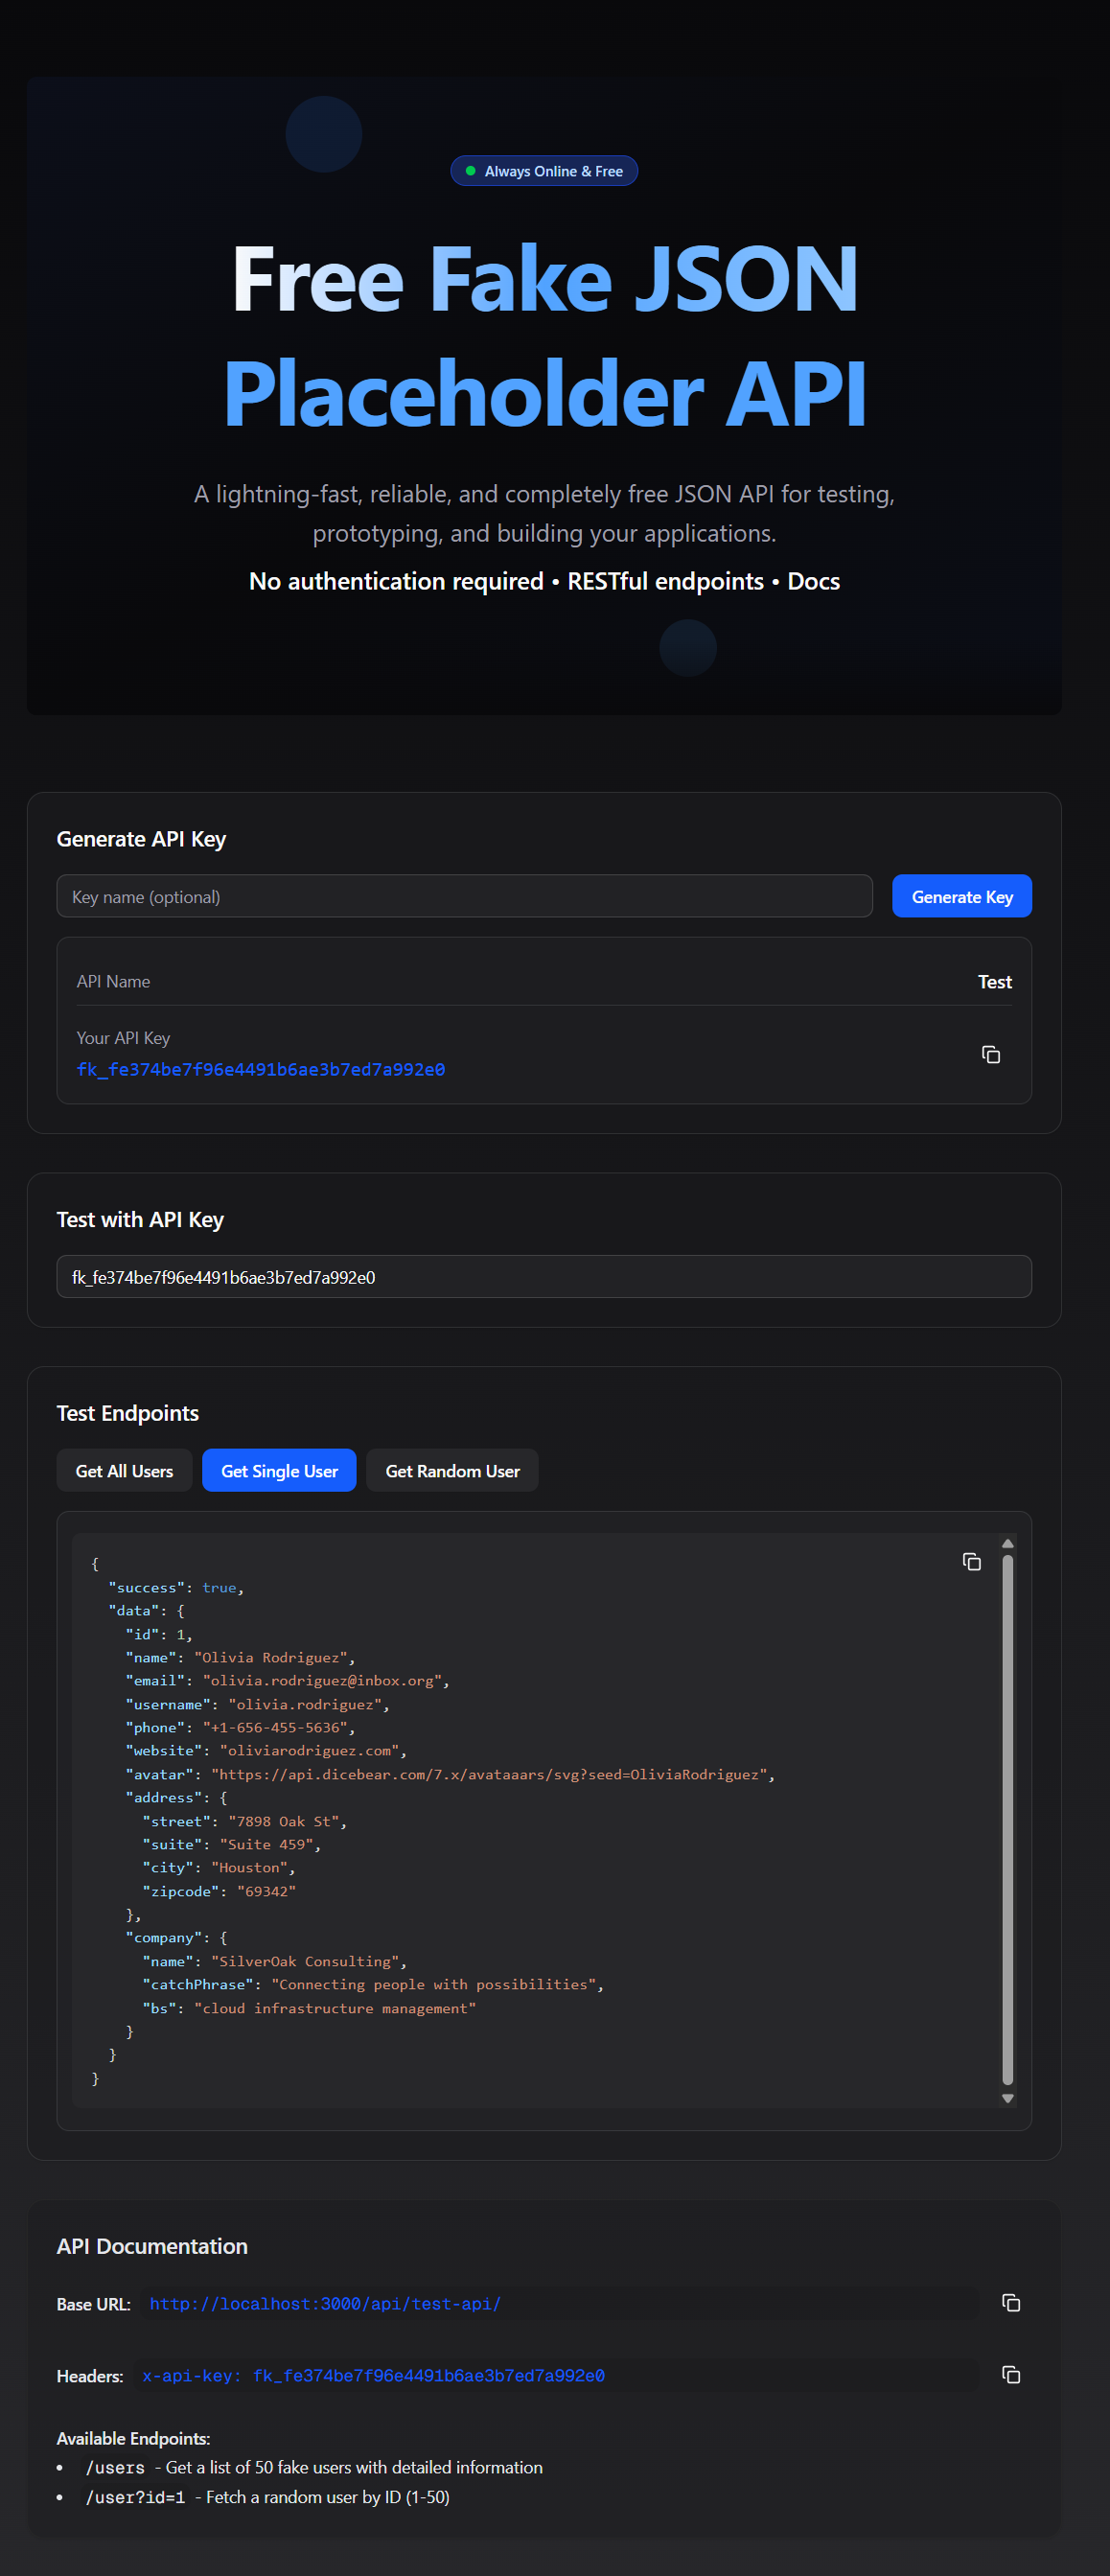 Always Online & Free
Free Fake JSON
Placeholder API
A lightning-fast, reliable, and completely free JSON API for testing,
prototyping, and building your applications.
No authentication required • RESTful endpoints • Docs
Generate API Key
Key name (optional)
Generate Key
API Name
Test
Your API Key
fk_fe374be7f96e4491b6ae3b7ed7a992e0
Test with API Key
fk_fe374be7f96e4491b6ae3b7ed7a992e0
Test Endpoints
Get All Users
Get Single User
Get Random User
{
  "success": true,
  "data": {
    "id": 1,
    "name": "Olivia Rodriguez",
    "email": "olivia.rodriguez@inbox.org",
    "username": "olivia.rodriguez",
    "phone": "+1-656-455-5636",
    "website": "oliviarodriguez.com",
    "avatar": "https://api.dicebear.com/7.x/avataaars/svg?seed=OliviaRodriguez",
    "address": {
      "street": "7898 Oak St",
      "suite": "Suite 459",
      "city": "Houston",
      "zipcode": "69342"
    },
    "company": {
      "name": "SilverOak Consulting",
      "catchPhrase": "Connecting people with possibilities",
      "bs": "cloud infrastructure management"
    }
  }
}
API Documentation
Base URL: http://localhost:3000/api/test-api/
Headers: x-api-key: fk_fe374be7f96e4491b6ae3b7ed7a992e0
Available Endpoints:
• /users - Get a list of 50 fake users with detailed information
• /user?id=1 - Fetch a random user by ID (1-50)